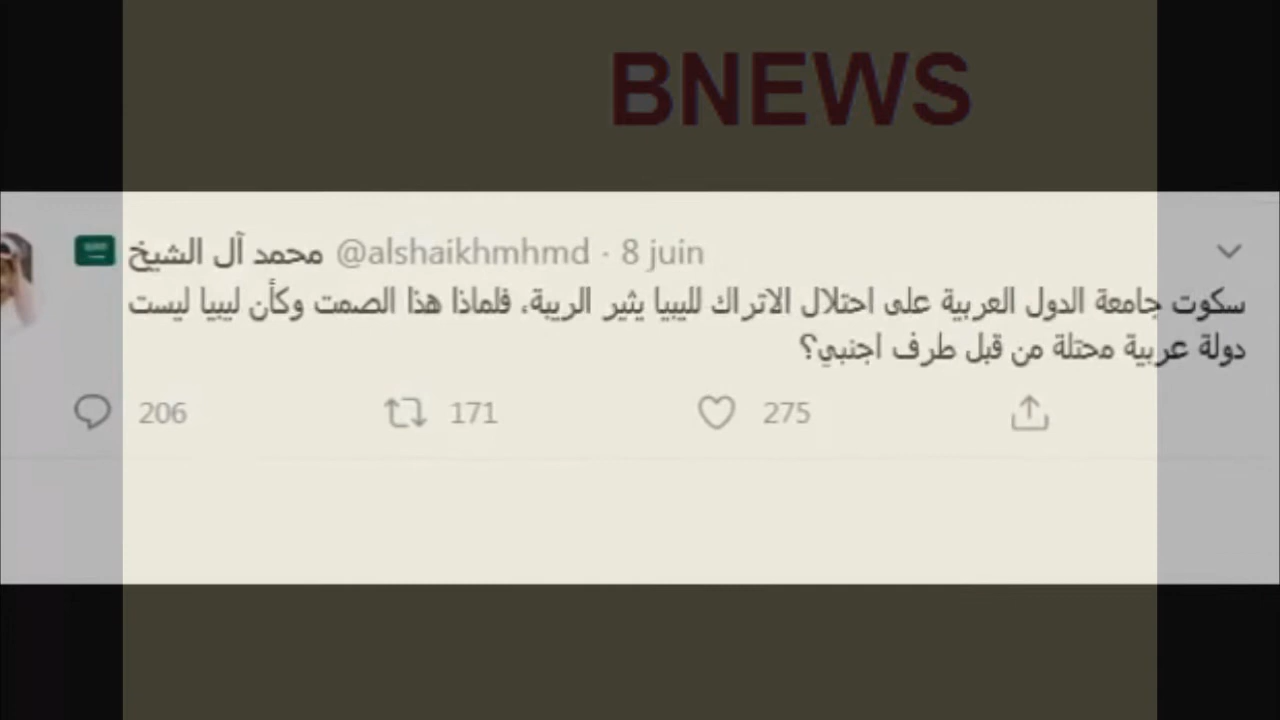 BNEWS
محمد آل الشيخ @alshaikhmhmd · 8 juin
سكوت جامعة الدول العربية على احتلال الاتراك لليبيا يثير الريبة، فلماذا هذا الصمت وكأن ليبيا ليست
دولة عربية محتلة من قبل طرف اجنبي؟
206 171 275